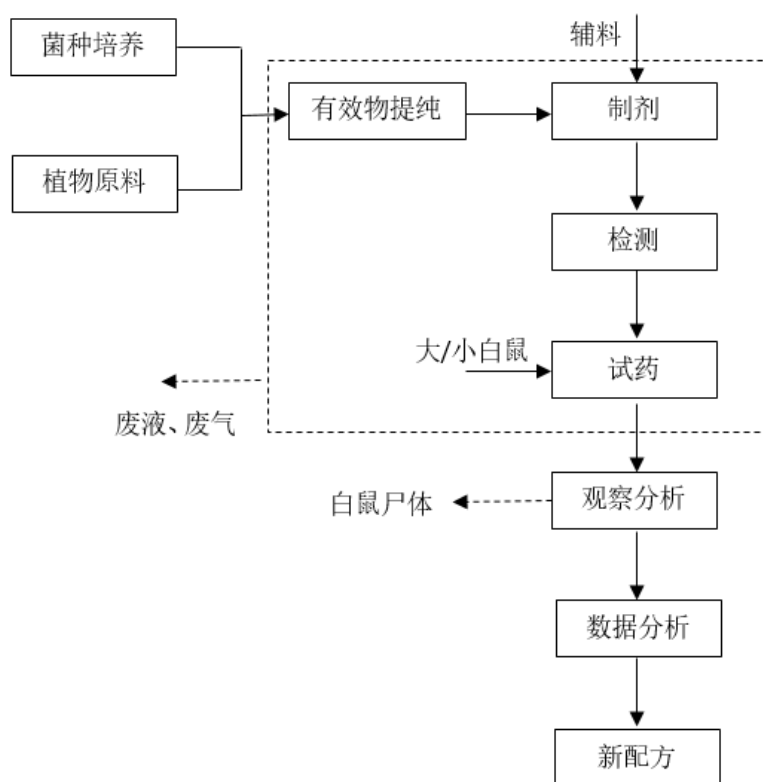 菌种培养
辅料
有效物提纯
制剂
植物原料
检测
大/小白鼠
试药
废液、废气
观察分析
白鼠尸体
数据分析
新配方